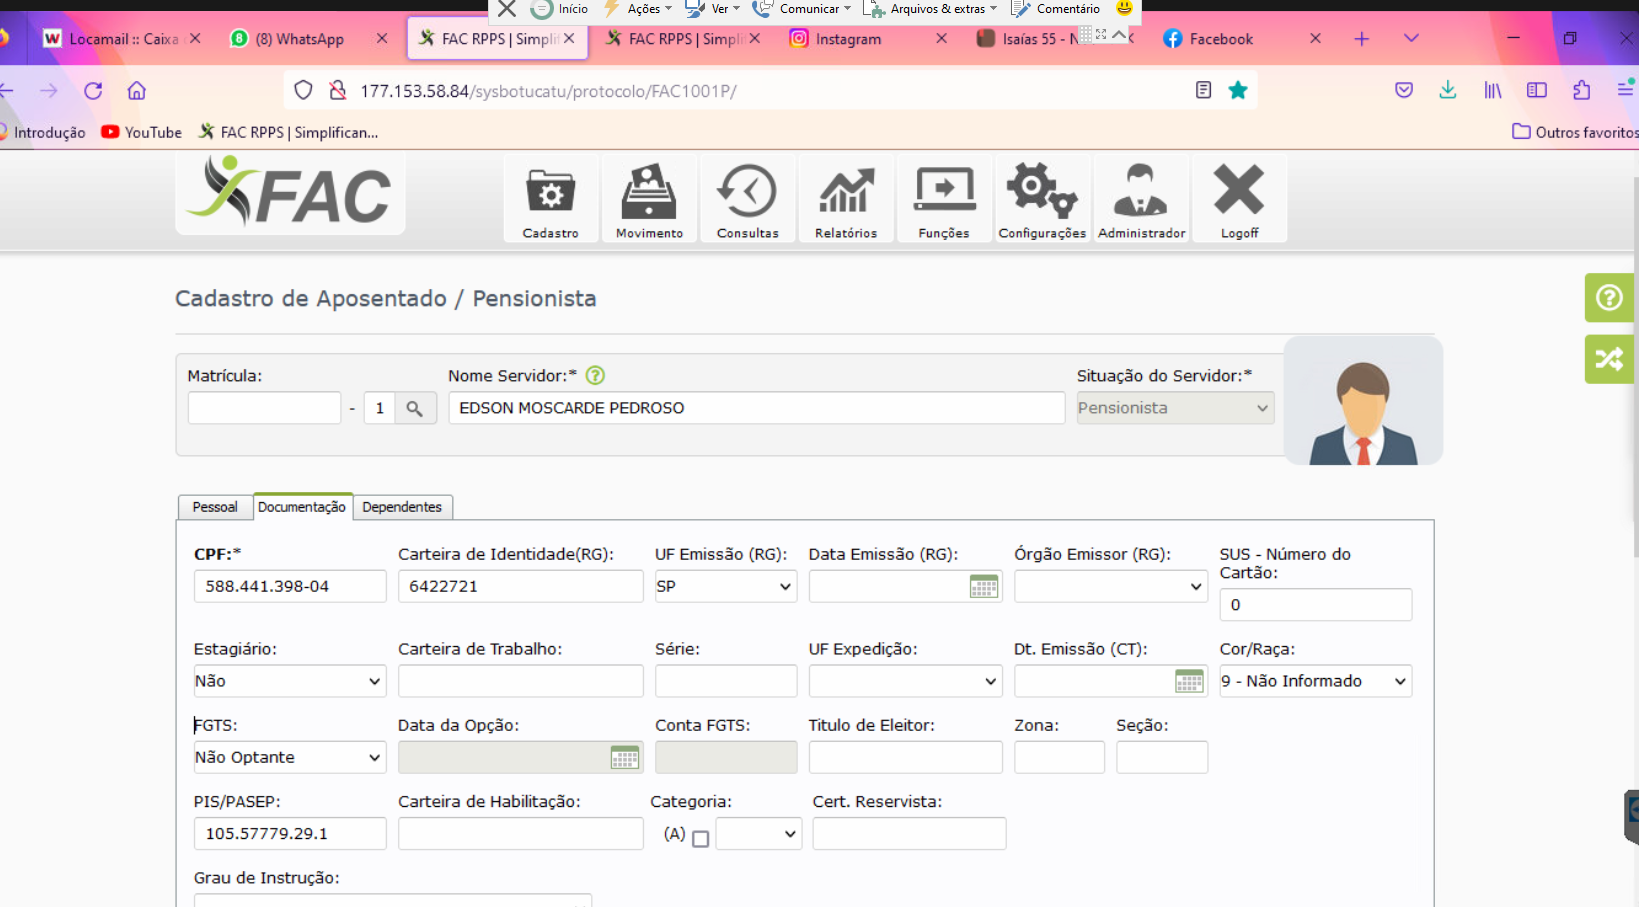 Início Ações Ver Comunicar Arquivos & extras Comentário
Locamail :: Caixa (8) WhatsApp FAC RPPS | Simplifi FAC RPPS | Simplifi Instagram Isaías 55 - N Facebook
177.153.58.84/sysbotucatu/protocolo/FAC1001P/
Introdução YouTube FAC RPPS | Simplifican... Outros favoritos
FAC
Cadastro Movimento Consultas Relatórios Funções Configurações Administrador Logoff
Cadastro de Aposentado / Pensionista
Matrícula: Nome Servidor:* Situação do Servidor:*
- 1 EDSON MOSCARDE PEDROSO Pensionista
Pessoal Documentação Dependentes
CPF:* Carteira de Identidade(RG): UF Emissão (RG): Data Emissão (RG): Órgão Emissor (RG): SUS - Número do
Cartão:
588.441.398-04 6422721 SP
0
Estagiário: Carteira de Trabalho: Série: UF Expedição: Dt. Emissão (CT): Cor/Raça:
Não 9 - Não Informado
FGTS: Data da Opção: Conta FGTS: Titulo de Eleitor: Zona: Seção:
Não Optante
PIS/PASEP: Carteira de Habilitação: Categoria: Cert. Reservista:
105.57779.29.1 (A)
Grau de Instrução: